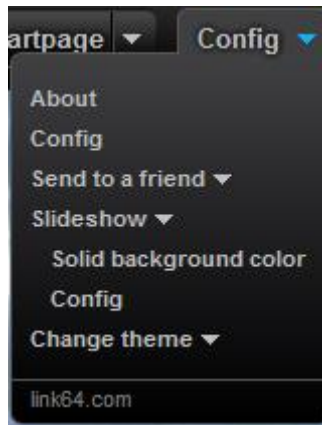 artpage Config
About
Config
Send to a friend
Slideshow
Solid background color
Config
Change theme
link64.com